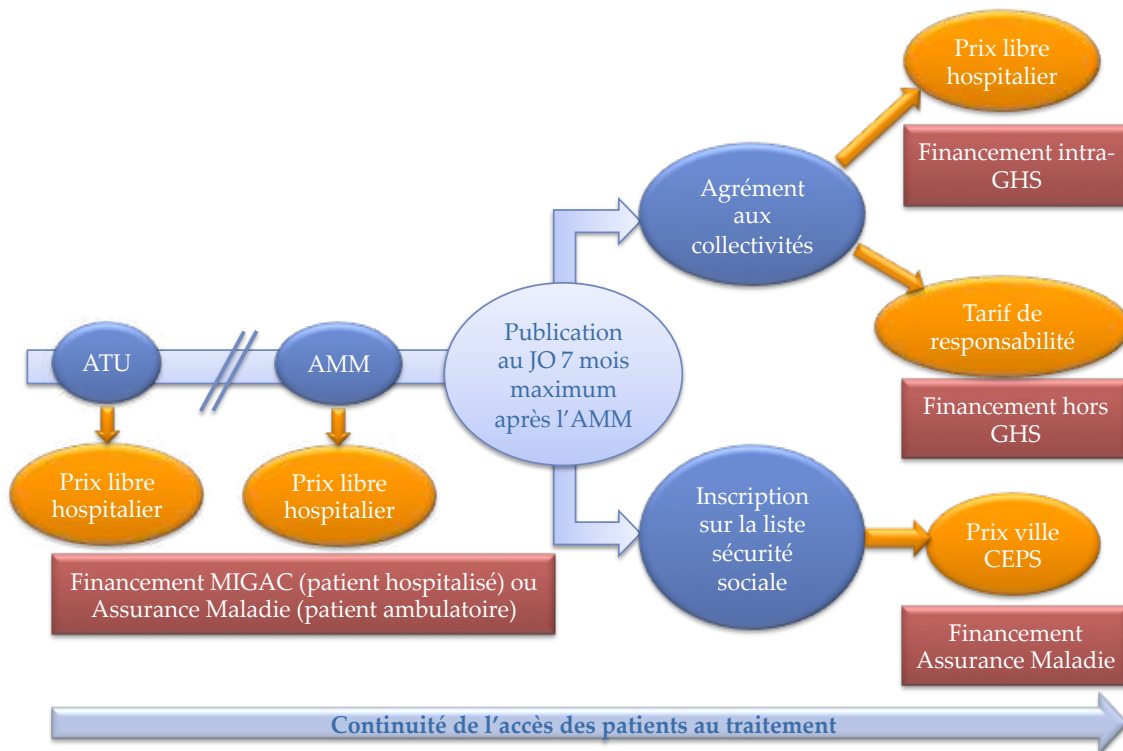 ATU
Prix libre
hospitalier
AMM
Prix libre
hospitalier
Financement MIGAC (patient hospitalisé) ou
Assurance Maladie (patient ambulatoire)
Publication
au JO 7 mois
maximum
après l’AMM
Agrément
aux
collectivités
Prix libre
hospitalier
Financement intra-
GHS
Tarif de
responsabilité
Financement hors
GHS
Inscription
sur la liste
sécurité
sociale
Prix ville
CEPS
Financement
Assurance Maladie
Continuité de l’accès des patients au traitement